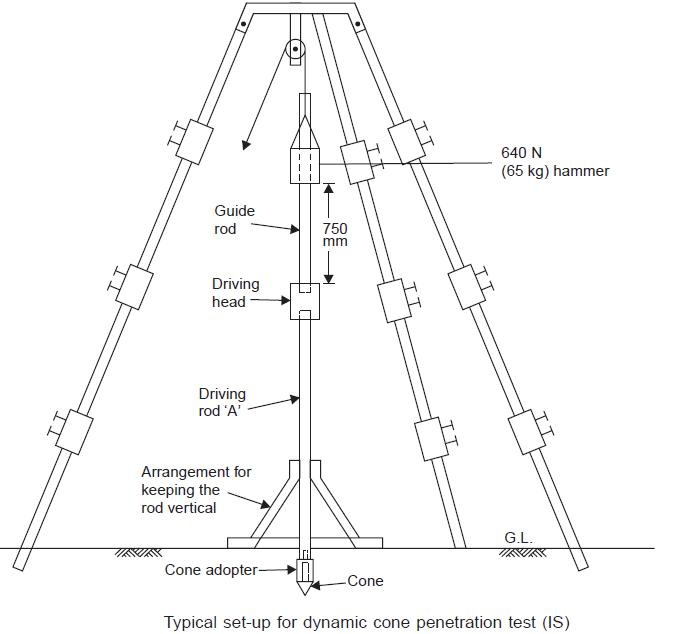 640 N
(65 kg) hammer
Guide
rod
750
mm
Driving
head
Driving
rod ‘A’
Arrangement for
keeping the
rod vertical
G.L.
Cone adopter
Cone
Typical set-up for dynamic cone penetration test (IS)